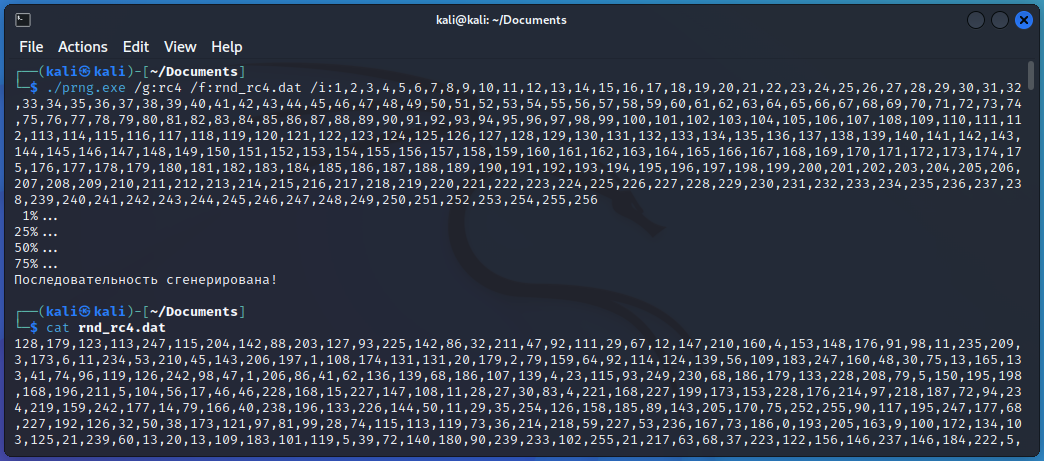 kali@kali: ~/Documents
File Actions Edit View Help
┌──(kali㉿kali)-[~/Documents]
└─$ ./prng.exe /g:rc4 /f:rnd_rc4.dat /i:1,2,3,4,5,6,7,8,9,10,11,12,13,14,15,16,17,18,19,20,21,22,23,24,25,26,27,28,29,30,31,32
,33,34,35,36,37,38,39,40,41,42,43,44,45,46,47,48,49,50,51,52,53,54,55,56,57,58,59,60,61,62,63,64,65,66,67,68,69,70,71,72,73,74
,75,76,77,78,79,80,81,82,83,84,85,86,87,88,89,90,91,92,93,94,95,96,97,98,99,100,101,102,103,104,105,106,107,108,109,110,111,11
2,113,114,115,116,117,118,119,120,121,122,123,124,125,126,127,128,129,130,131,132,133,134,135,136,137,138,139,140,141,142,143,
144,145,146,147,148,149,150,151,152,153,154,155,156,157,158,159,160,161,162,163,164,165,166,167,168,169,170,171,172,173,174,17
5,176,177,178,179,180,181,182,183,184,185,186,187,188,189,190,191,192,193,194,195,196,197,198,199,200,201,202,203,204,205,206,
207,208,209,210,211,212,213,214,215,216,217,218,219,220,221,222,223,224,225,226,227,228,229,230,231,232,233,234,235,236,237,23
8,239,240,241,242,243,244,245,246,247,248,249,250,251,252,253,254,255,256
1%...
25%...
50%...
75%...
Последовательность сгенерирована!
┌──(kali㉿kali)-[~/Documents]
└─$ cat rnd_rc4.dat
128,179,123,113,247,115,204,142,88,203,127,93,225,142,86,32,211,47,92,111,29,67,12,147,210,160,4,153,148,176,91,98,11,235,209,
3,173,6,11,234,53,210,45,143,206,197,1,108,174,131,131,20,179,2,79,159,64,92,114,124,139,56,109,183,247,160,48,30,75,13,165,13
3,41,74,96,119,126,242,98,47,1,206,86,41,62,136,139,68,186,107,139,4,23,115,93,249,230,68,186,179,133,228,208,79,5,150,195,198
,168,196,211,5,104,56,17,46,46,228,168,15,227,147,108,11,28,27,30,83,4,221,168,227,199,173,153,228,176,214,97,218,187,72,94,23
4,219,159,242,177,14,79,166,40,238,196,133,226,144,50,11,29,35,254,126,158,185,89,143,205,170,75,252,255,90,117,195,247,177,68
,227,192,126,32,50,38,173,121,97,81,99,28,74,115,113,119,73,36,214,218,59,227,53,236,167,73,186,0,193,205,163,9,100,172,134,10
3,125,21,239,60,13,20,13,109,183,101,119,5,39,72,140,180,90,239,233,102,255,21,217,63,68,37,223,122,156,146,237,146,184,222,5,